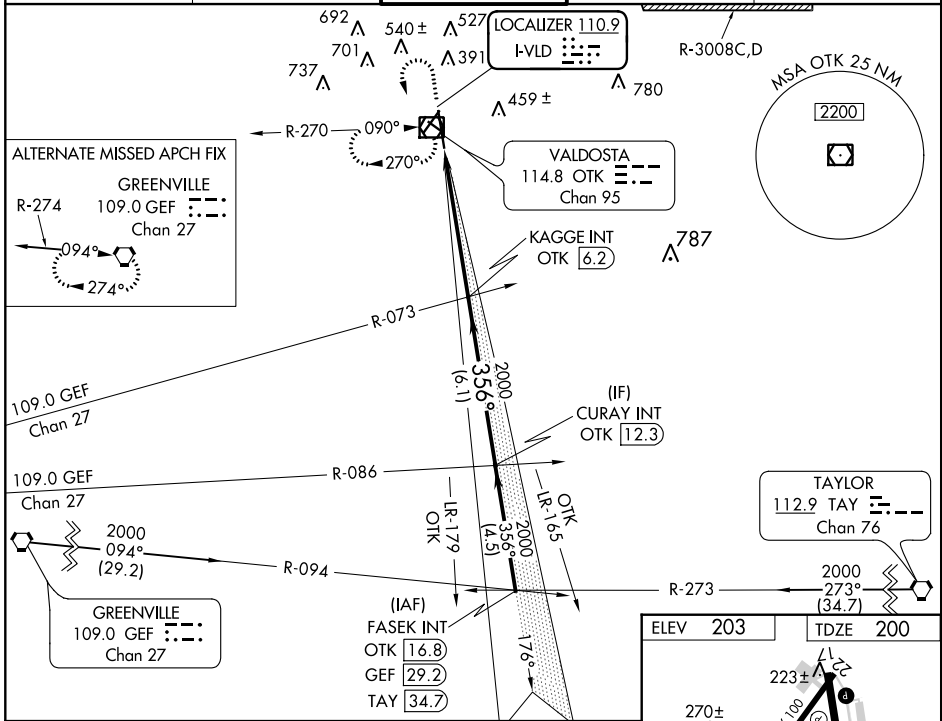 692
540 ±
527
701
391
737
LOCALIZER 110.9
I-VLD
R-3008C,D
780
459 ±
MSA OTK 25 NM
2200
R-270
090°
270°
VALDOSTA
114.8 OTK
Chan 95
ALTERNATE MISSED APCH FIX
GREENVILLE
109.0 GEF
Chan 27
R-274
094°
274°
KAGGE INT
OTK 6.2
787
R-073
109.0 GEF
Chan 27
2000
356°
(6.1)
(IF)
CURAY INT
OTK 12.3
R-086
109.0 GEF
Chan 27
LR-179
OTK
OTK
LR-165
2000
356°
(4.5)
TAYLOR
112.9 TAY
Chan 76
2000
094°
(29.2)
R-094
R-273
2000
273°
(34.7)
GREENVILLE
109.0 GEF
Chan 27
(IAF)
FASEK INT
OTK 16.8
GEF 29.2
TAY 34.7
176°
ELEV 203
TDZE 200
223±
217
22
270±
100
P